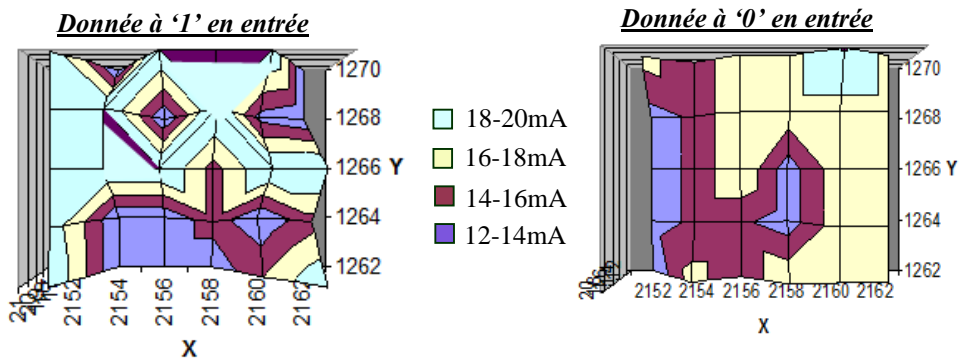 Donnée à ‘1’ en entrée
Donnée à ‘0’ en entrée
1270
1268
1266 Y
1264
1262
2152 2154 2156 2158 2160 2162
X
18-20mA
16-18mA
14-16mA
12-14mA
1270
1268
1266 Y
1264
1262
2152 2154 2156 2158 2160 2162
X